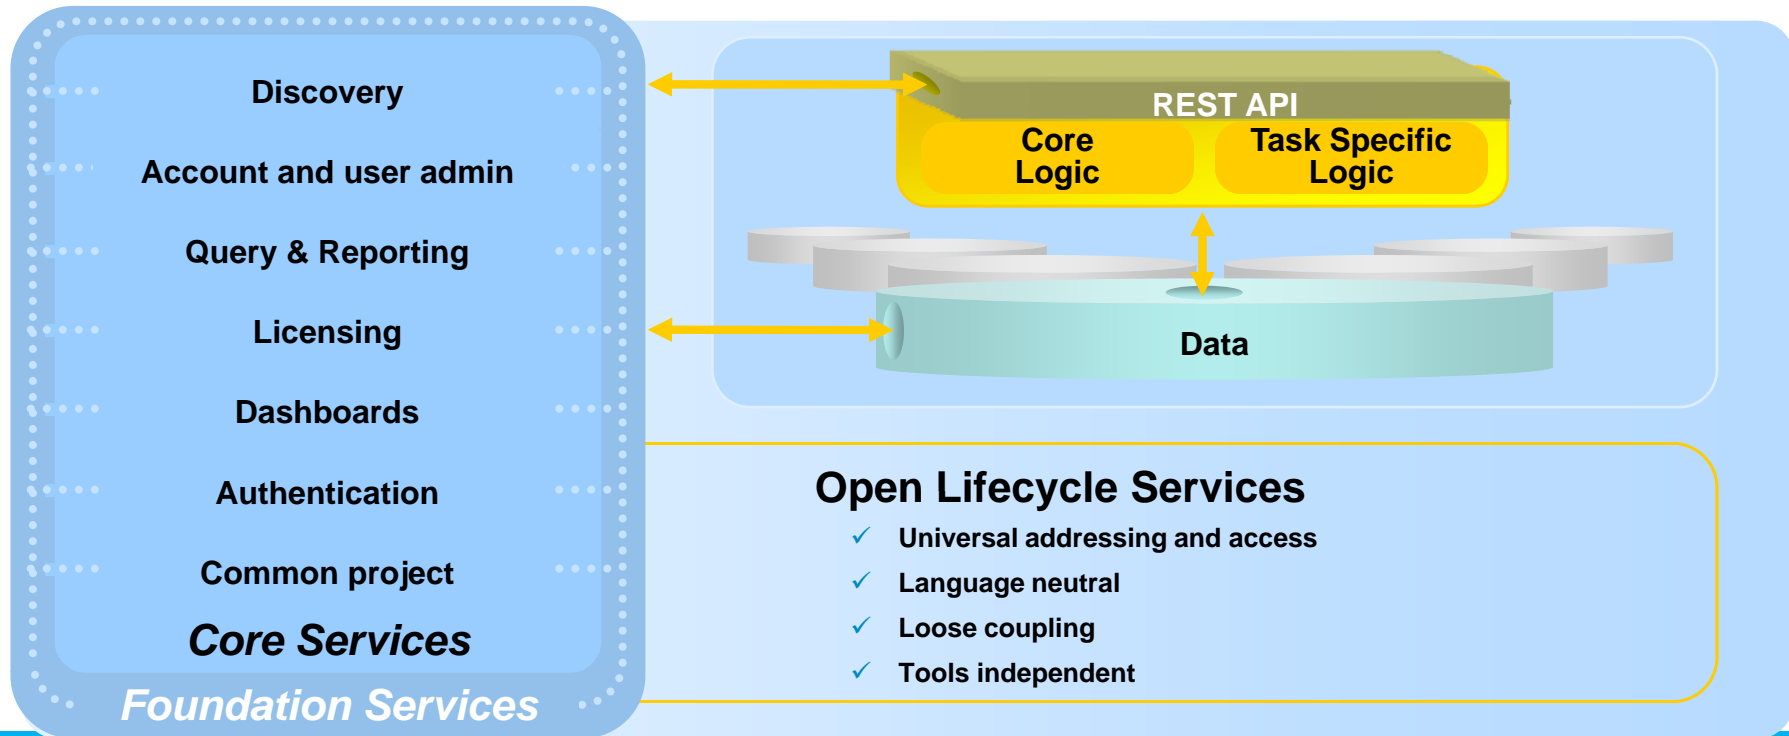 Discovery
Account and user admin
Query & Reporting
Licensing
Dashboards
Authentication
Common project
Core Services
Foundation Services
REST API
Core
Logic
Task Specific
Logic
Data
Open Lifecycle Services
✓ Universal addressing and access
✓ Language neutral
✓ Loose coupling
✓ Tools independent